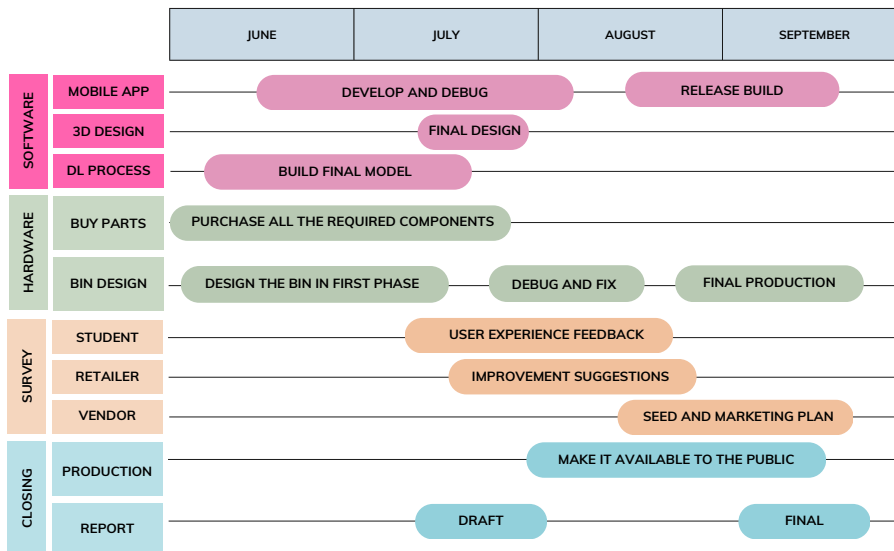 JUNE
JULY
AUGUST
SEPTEMBER
SOFTWARE
MOBILE APP
DEVELOP AND DEBUG
RELEASE BUILD
3D DESIGN
FINAL DESIGN
DL PROCESS
BUILD FINAL MODEL
HARDWARE
BUY PARTS
PURCHASE ALL THE REQUIRED COMPONENTS
BIN DESIGN
DESIGN THE BIN IN FIRST PHASE
DEBUG AND FIX
FINAL PRODUCTION
SURVEY
STUDENT
USER EXPERIENCE FEEDBACK
RETAILER
IMPROVEMENT SUGGESTIONS
VENDOR
SEED AND MARKETING PLAN
CLOSING
PRODUCTION
MAKE IT AVAILABLE TO THE PUBLIC
REPORT
DRAFT
FINAL